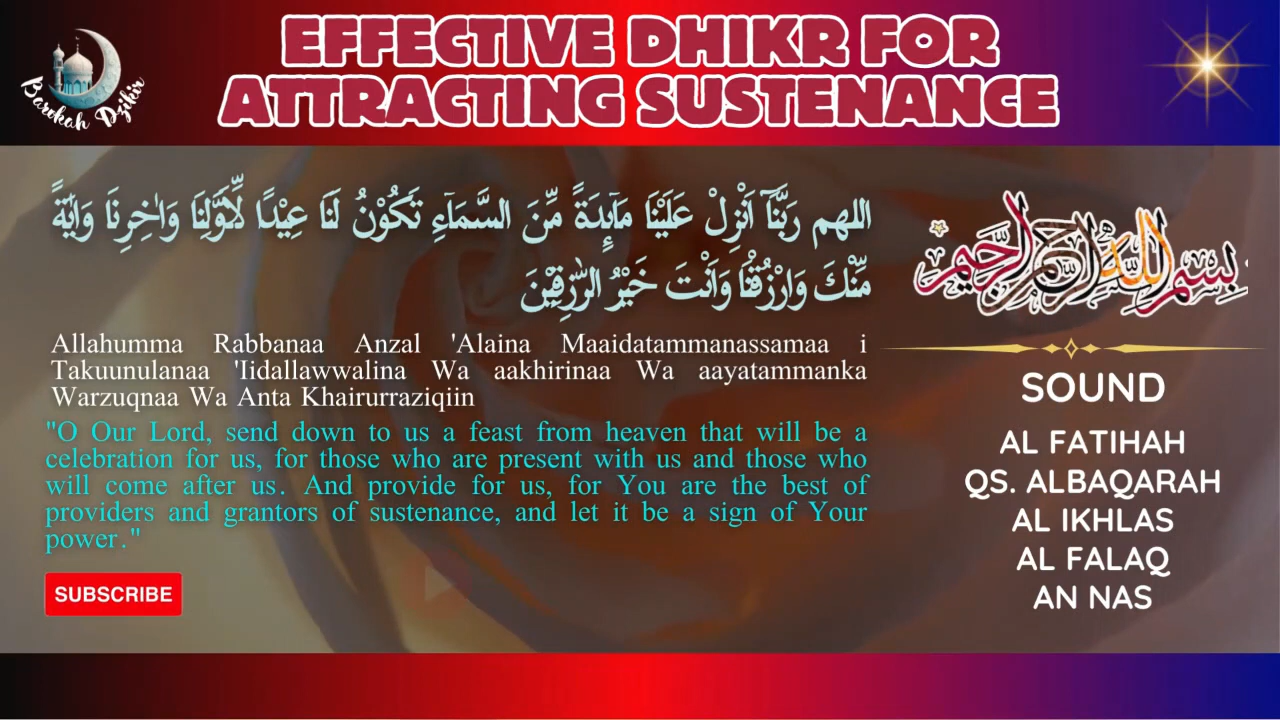 Barokah Dzikir
EFFECTIVE DHIKR FOR
ATTRACTING SUSTENANCE
اللهم رَبَّنَآ اَنْزِلْ عَلَيْنَا مَاۤىِٕدَةً مِّنَ السَّمَاۤءِ تَكُوْنُ لَنَا عِيْدًا لِّاَوَّلِنَا وَاٰخِرِنَا وَاٰيَةً
مِّنْكَ وَارْزُقْنَا وَاَنْتَ خَيْرُ الرّٰزِقِيْنَ
Allahumma Rabbanaa Anzal 'Alaina Maaidatammanassamaa i
Takuunulanaa 'Iidallawwalina Wa aakhirinaa Wa aayatammanka
Warzuqnaa Wa Anta Khairurraziqiin
"O Our Lord, send down to us a feast from heaven that will be a
celebration for us, for those who are present with us and those who
will come after us. And provide for us, for You are the best of
providers and grantors of sustenance, and let it be a sign of Your
power."
SUBSCRIBE
بسم الله الرحمن الرحيم
SOUND
AL FATIHAH
QS. ALBAQARAH
AL IKHLAS
AL FALAQ
AN NAS